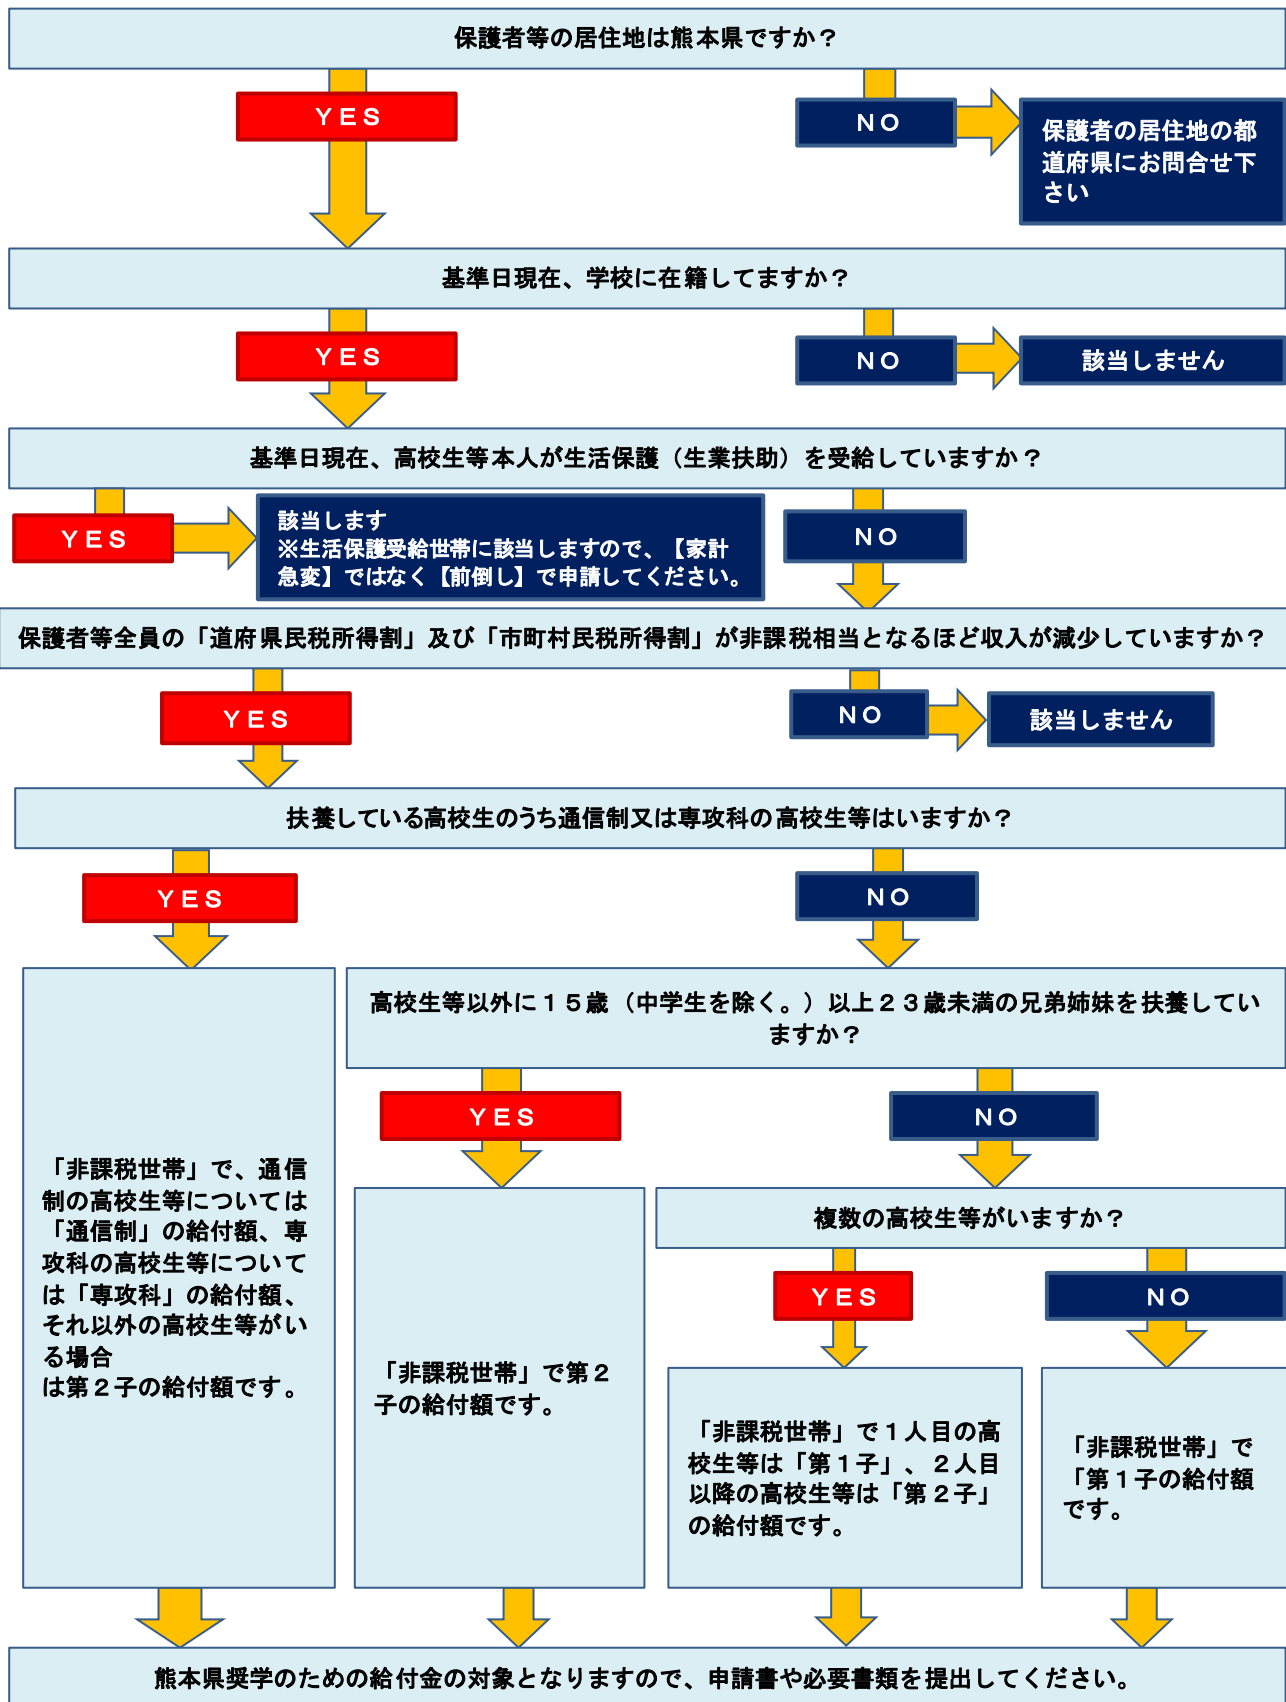 保護者等の居住地は熊本県ですか？
ＹＥＳ
ＮＯ
保護者の居住地の都
道府県にお問合せ下
さい
基準日現在、学校に在籍してますか？
ＹＥＳ
ＮＯ
該当しません
基準日現在、高校生等本人が生活保護（生業扶助）を受給していますか？
ＹＥＳ
該当します
※生活保護受給世帯に該当しますので、【家計
急変】ではなく【前倒し】で申請してください。
ＮＯ
保護者等全員の「道府県民税所得割」及び「市町村民税所得割」が非課税相当となるほど収入が減少していますか？
ＹＥＳ
ＮＯ
該当しません
扶養している高校生のうち通信制又は専攻科の高校生等はいますか？
ＹＥＳ
ＮＯ
高校生等以外に１５歳（中学生を除く。）以上２３歳未満の兄弟姉妹を扶養してい
ますか？
ＹＥＳ
ＮＯ
「非課税世帯」で、通信
制の高校生等については
「通信制」の給付額、専
攻科の高校生等について
は「専攻科」の給付額、
それ以外の高校生等がい
る場合
は第２子の給付額です。
複数の高校生等がいますか？
ＹＥＳ
ＮＯ
「非課税世帯」で第２
子の給付額です。
「非課税世帯」で１人目の高
校生等は「第１子」、２人目
以降の高校生等は「第２子」
の給付額です。
「非課税世帯」で
「第１子の給付額
です。
熊本県奨学のための給付金の対象となりますので、申請書や必要書類を提出してください。